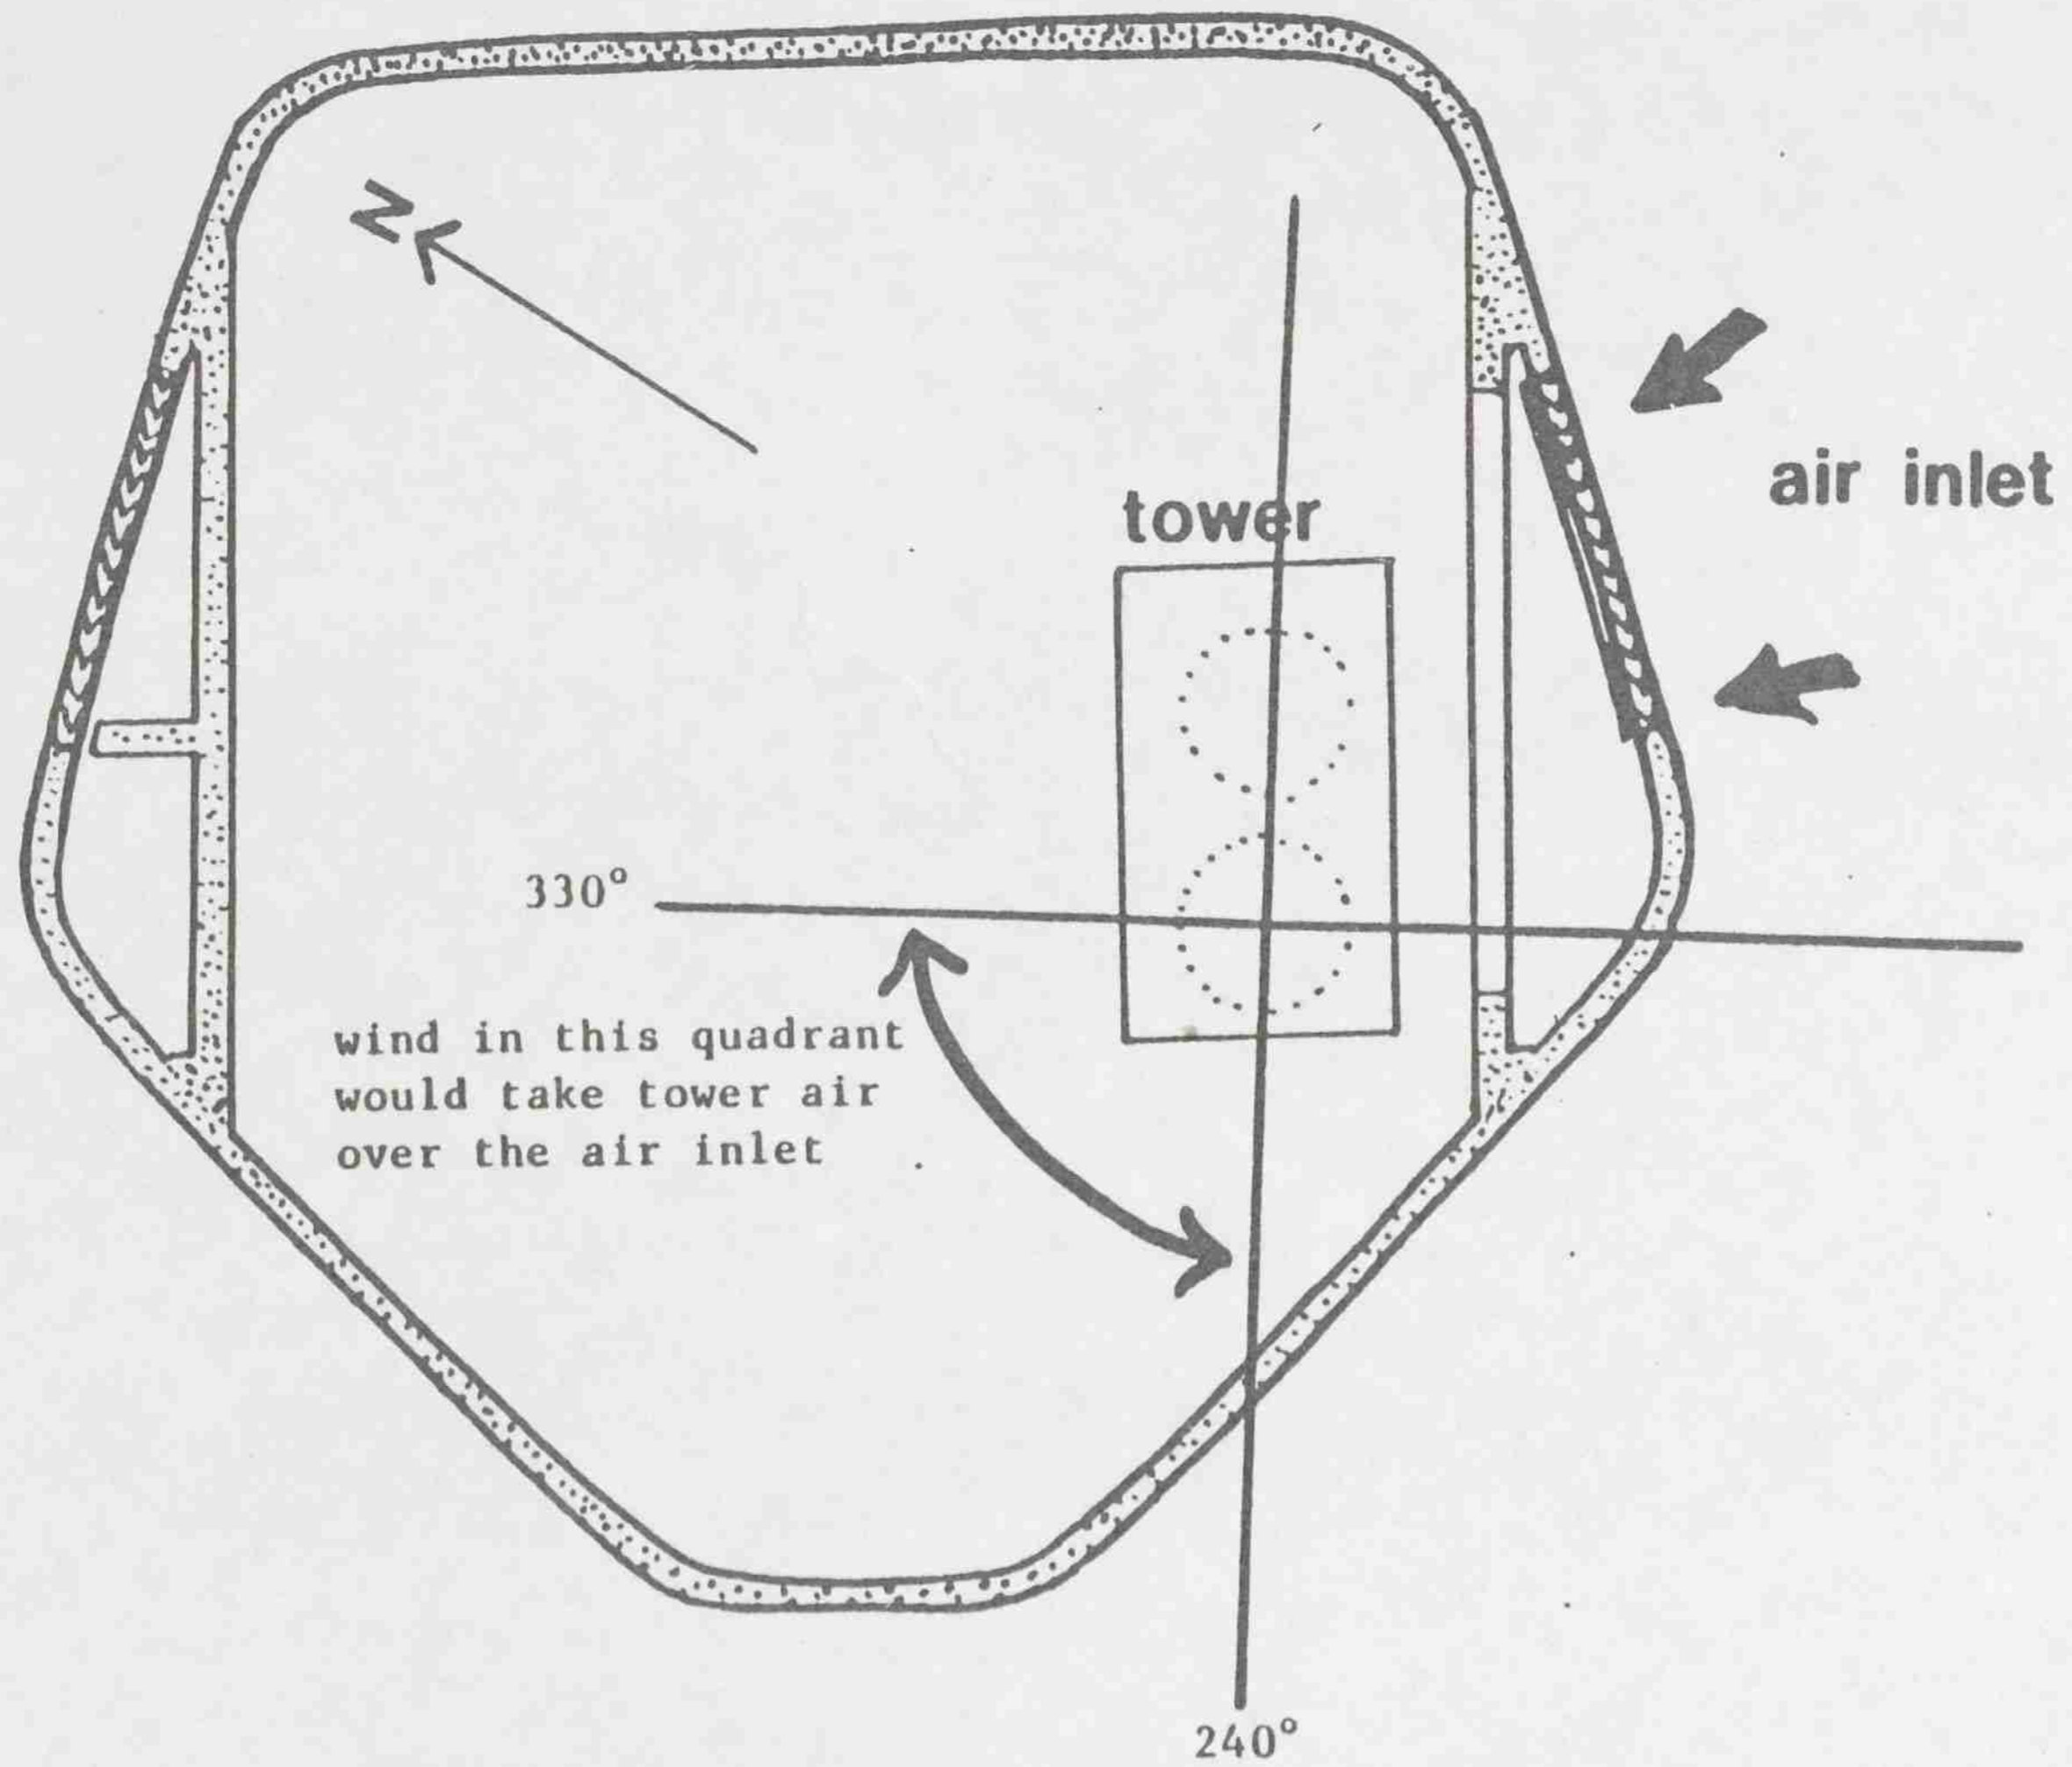 N
air inlet
tower
330°
wind in this quadrant
would take tower air
over the air inlet
240°